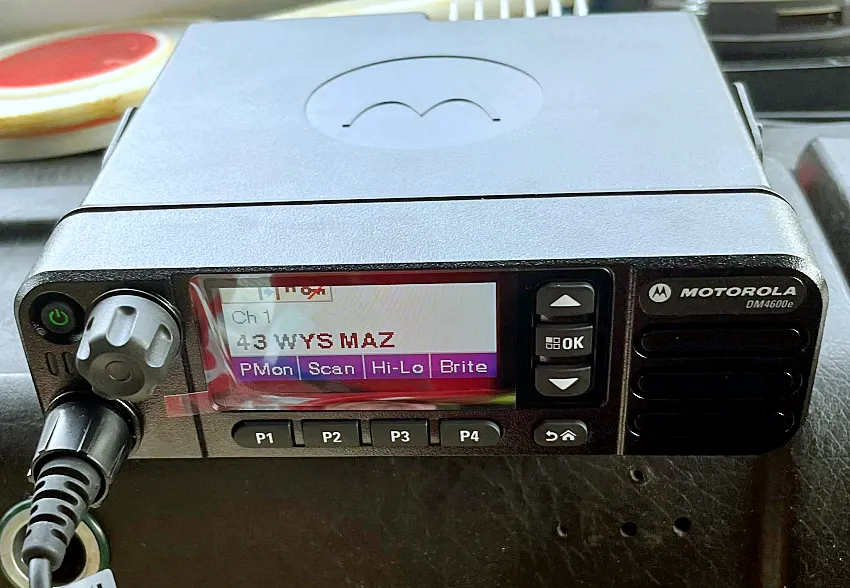 Ch 1
43 WYS MAZ
PMon Scan Hi-Lo Brite
OK
P1 P2 P3 P4
MOTOROLA
DM4600e